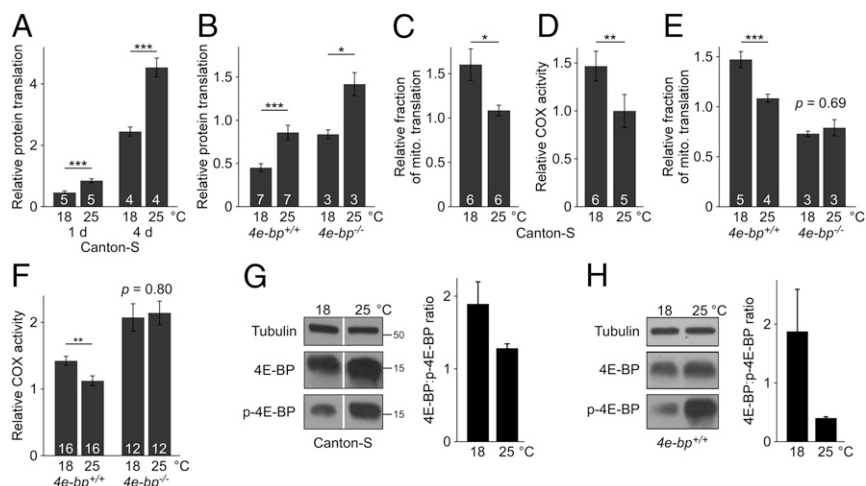 A
Relative protein translation
4
2
0
***
***
5 5 4 4
18 25 18 25 °C
1 d 4 d
Canton-S
B
Relative protein translation
1.5
1.0
0.5
0
***
*
7 7 3 3
18 25 18 25 °C
4e-bp+/+ 4e-bp-/-
C
Relative fraction
of mito. translation
1.5
1.0
0.5
0
*
6 6
18 25 °C
D
Relative COX acitvity
1.5
1.0
0.5
0
**
6 5
18 25 °C
Canton-S
E
Relative fraction
of mito. translation
1.5
1.0
0.5
0
***
p = 0.69
5 4 3 3
18 25 18 25 °C
4e-bp+/+ 4e-bp-/-
F
Relative COX activity
2
1
0
**
p = 0.80
16 16 12 12
18 25 18 25 °C
4e-bp+/+ 4e-bp-/-
G
18 25 °C
Tubulin
50
4E-BP
15
p-4E-BP
15
Canton-S
4E-BP:p-4E-BP ratio
2
1
0
18 25 °C
H
18 25 °C
Tubulin
4E-BP
p-4E-BP
4e-bp+/+
4E-BP:p-4E-BP ratio
2
1
0
18 25 °C